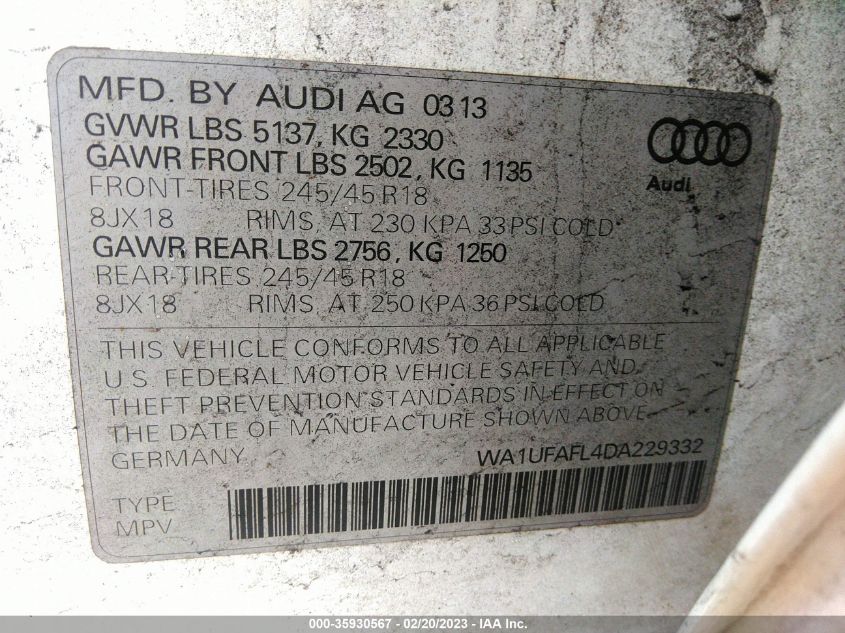 MFD. BY AUDI AG 03 13
GVWR LBS 5137, KG 2330
GAWR FRONT LBS 2502, KG 1135
FRONT-TIRES 245/45 R18
8JX18 RIMS, AT 230 KPA 33 PSI COLD
GAWR REAR LBS 2756, KG 1250
REAR-TIRES 245/45 R18
8JX18 RIMS, AT 250 KPA 36 PSI COLD
Audi
THIS VEHICLE CONFORMS TO ALL APPLICABLE
U.S. FEDERAL MOTOR VEHICLE SAFETY AND
THEFT PREVENTION STANDARDS IN EFFECT ON
THE DATE OF MANUFACTURE SHOWN ABOVE
GERMANY WA1UFAFL4DA229332
TYPE
MPV
000-35930567 - 02/20/2023 - IAA Inc.